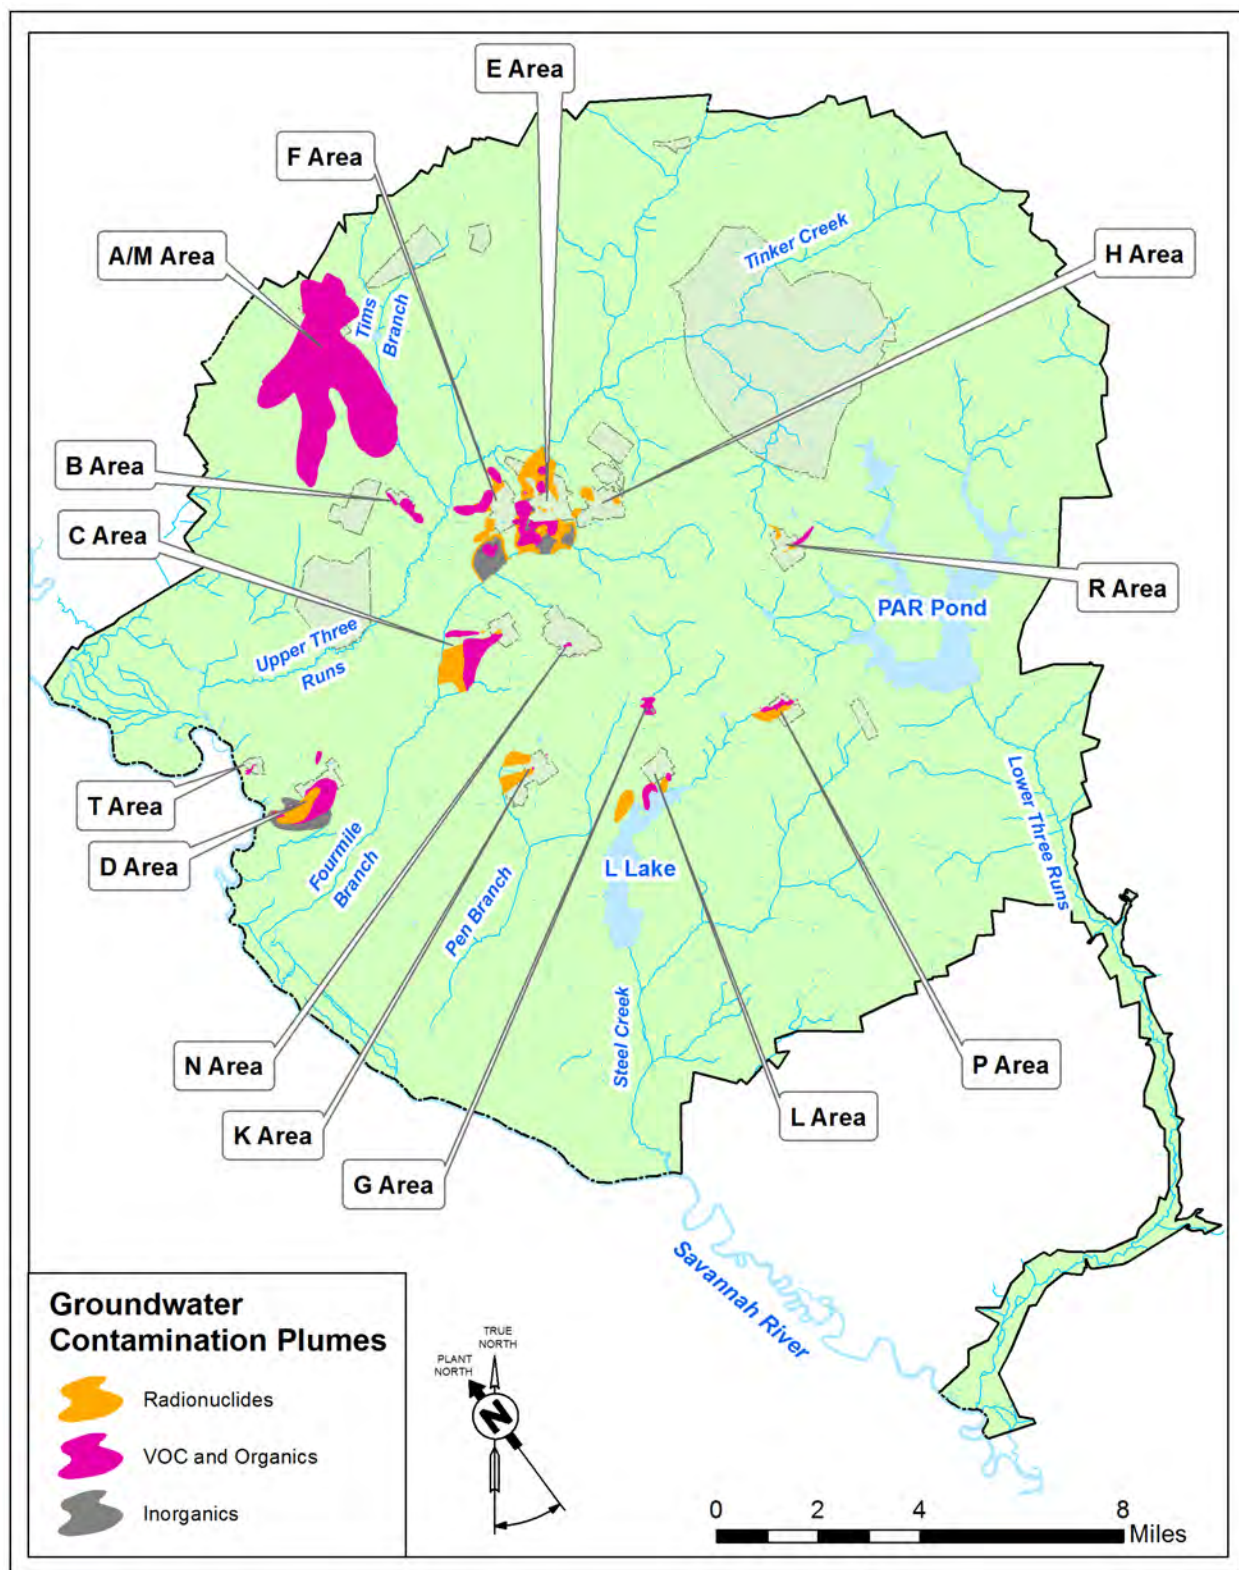 E Area
F Area
A/M Area
H Area
Tinker Creek
Tims
Branch
B Area
C Area
R Area
PAR Pond
Upper Three
Runs
T Area
D Area
Fourmile
Branch
Pen Branch
L Lake
Lower Three Runs
Steel Creek
N Area
K Area
G Area
L Area
P Area
Savannah River
Groundwater
Contamination Plumes
Radionuclides
VOC and Organics
Inorganics
TRUE
NORTH
PLANT
NORTH
N
0 2 4 6 8
Miles